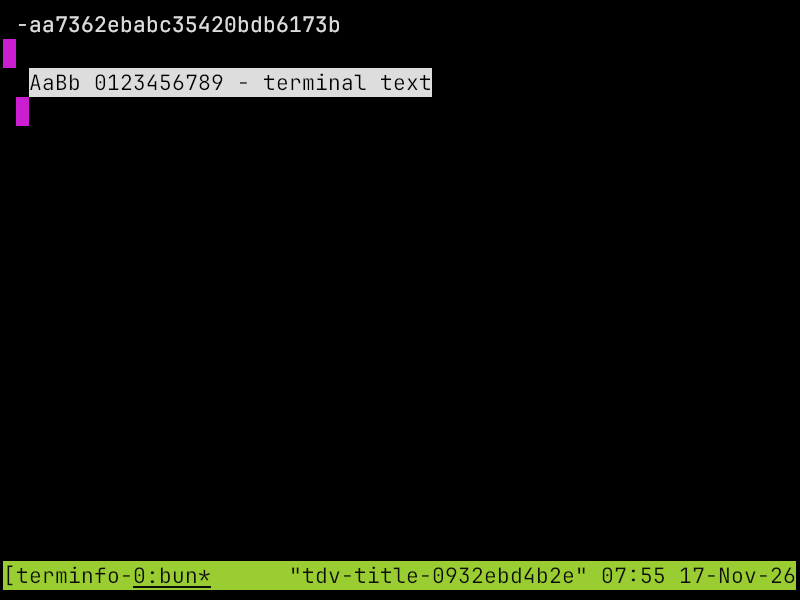 -aa7362ebabc35420bdb6173b
AaBb 0123456789 - terminal text
[terminfo-0:bun* "tdv-title-0932ebd4b2e" 07:55 17-Nov-26